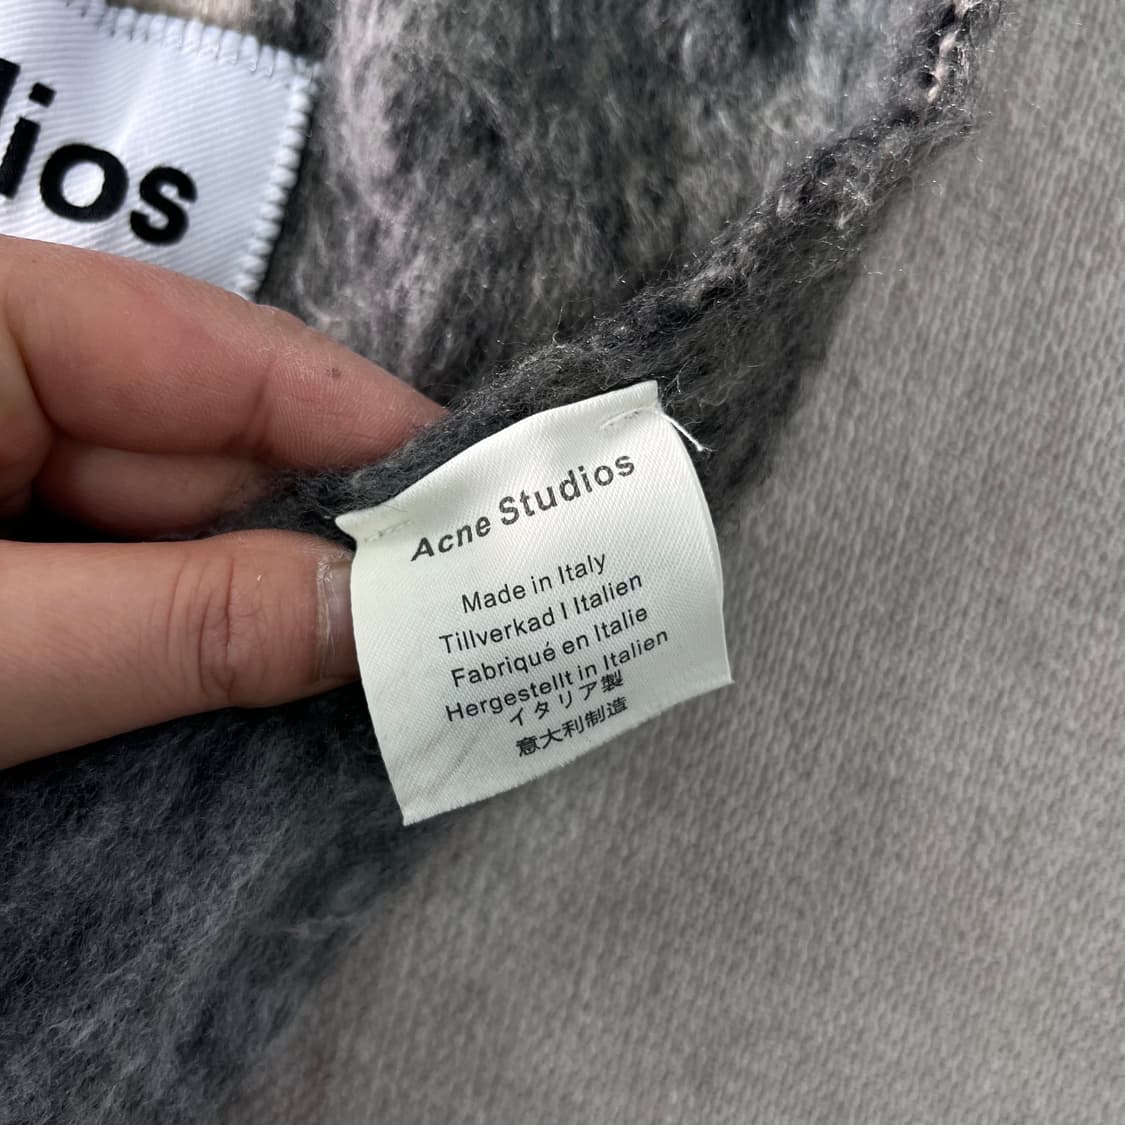 dios
Acne Studios
Made in Italy
Tillverkad I Italien
Fabriqué en Italie
Hergestellt in Italien
イタリア製
意大利制造